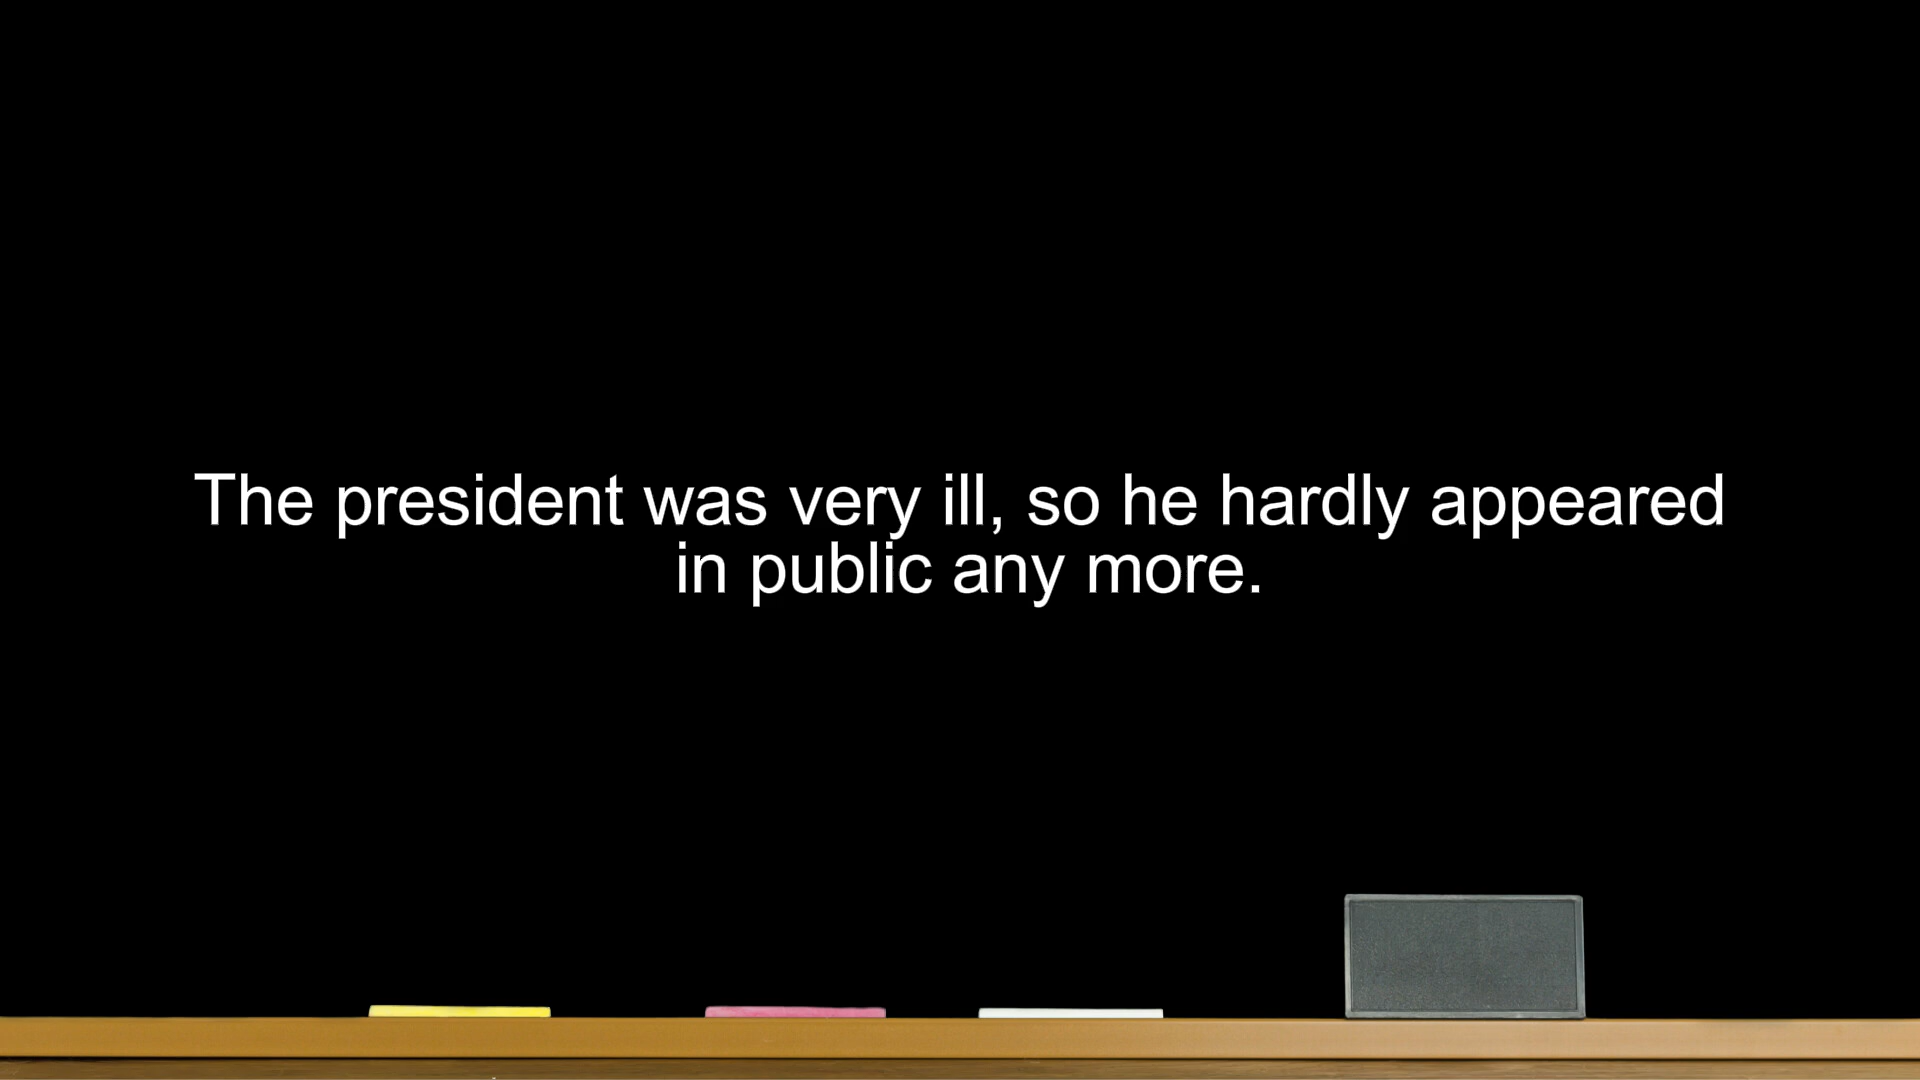 The president was very ill, so he hardly appeared
in public any more.